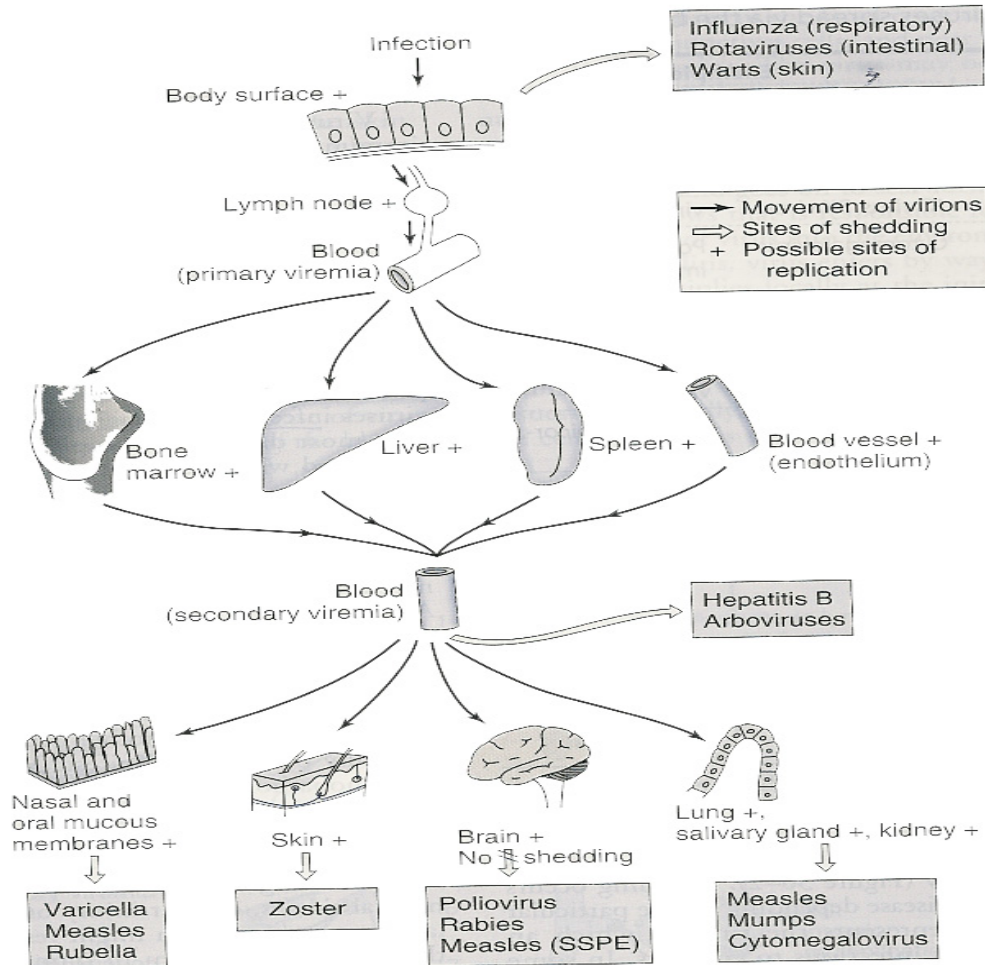 Infection
Influenza (respiratory)
Rotaviruses (intestinal)
Warts (skin)
Body surface +
Lymph node +
Blood
(primary viremia)
Movement of virions
Sites of shedding
+ Possible sites of
replication
Bone
marrow +
Liver +
Spleen +
Blood vessel +
(endothelium)
Blood
(secondary viremia)
Hepatitis B
Arboviruses
Nasal and
oral mucous
membranes +
Skin +
Brain +
No shedding
Lung +,
salivary gland +, kidney +
Varicella
Measles
Rubella
Zoster
Poliovirus
Rabies
Measles (SSPE)
Measles
Mumps
Cytomegalovirus